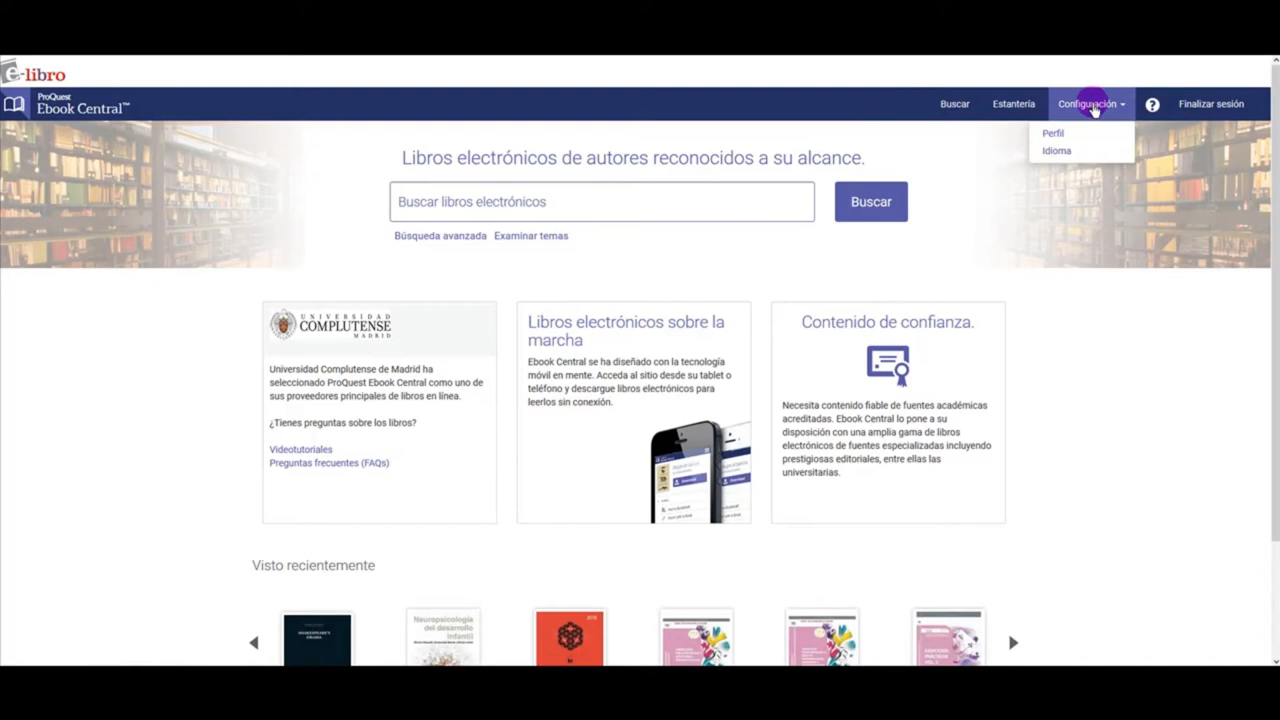 e-libro
ProQuest
Ebook Central™
Buscar
Estantería
Configuración
?
Finalizar sesión
Perfil
Idioma
Libros electrónicos de autores reconocidos a su alcance.
Buscar libros electrónicos
Buscar
Búsqueda avanzada
Examinar temas
UNIVERSIDAD
COMPLUTENSE
MADRID
Universidad Complutense de Madrid ha
seleccionado ProQuest Ebook Central como uno de
sus proveedores principales de libros en línea.
¿Tienes preguntas sobre los libros?
Videotutoriales
Preguntas frecuentes (FAQs)
Libros electrónicos sobre la
marcha
Ebook Central se ha diseñado con la tecnología
móvil en mente. Acceda al sitio desde su tablet o
teléfono y descargue libros electrónicos para
leerlos sin conexión.
Contenido de confianza.
Necesita contenido fiable de fuentes académicas
acreditadas. Ebook Central lo pone a su
disposición con una amplia gama de libros
electrónicos de fuentes especializadas incluyendo
prestigiosas editoriales, entre ellas las
universitarias.
Visto recientemente
SHAKESPEARE'S
DRAMA
Neuropsicología
del desarrollo
infantil